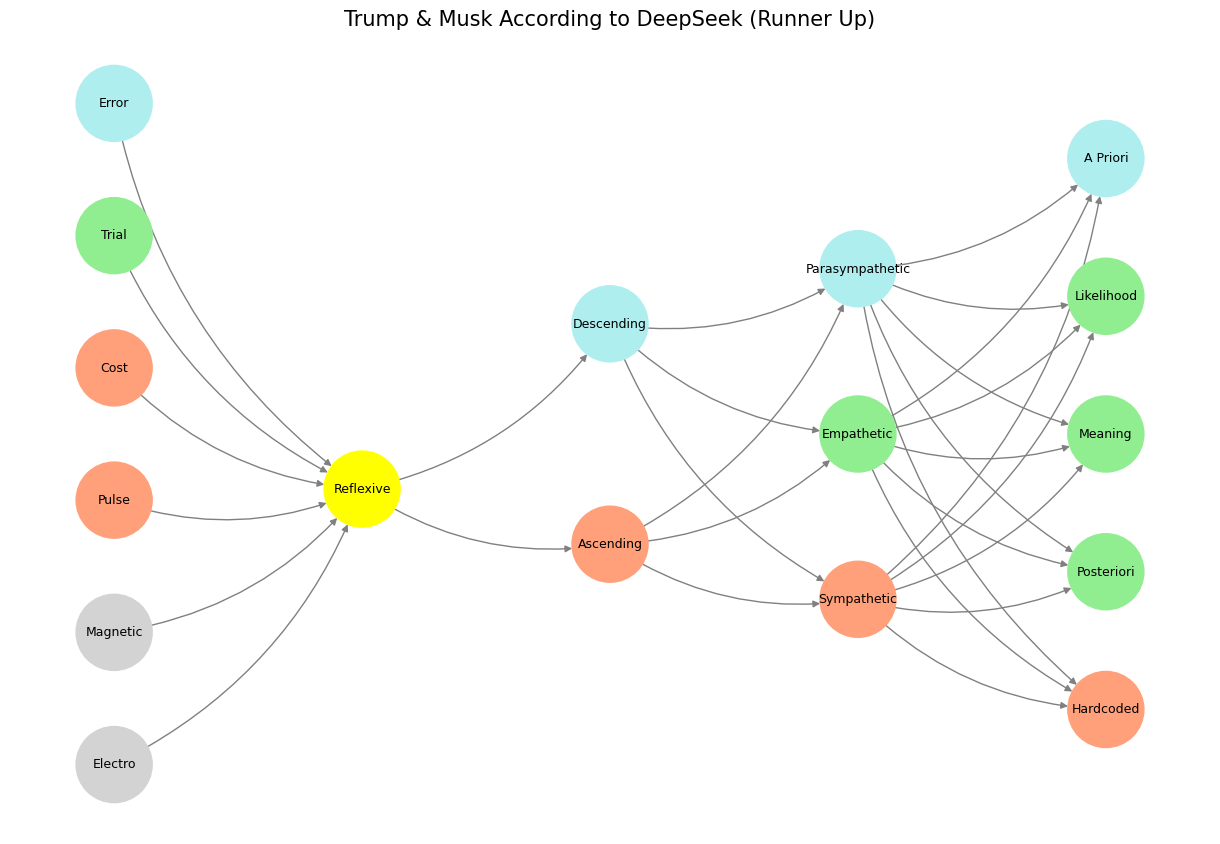 Trump & Musk According to DeepSeek (Runner Up)
Error
Trial
Cost
Pulse
Magnetic
Electro
Reflexive
Descending
Ascending
Parasympathetic
Empathetic
Sympathetic
A Priori
Likelihood
Meaning
Posteriori
Hardcoded